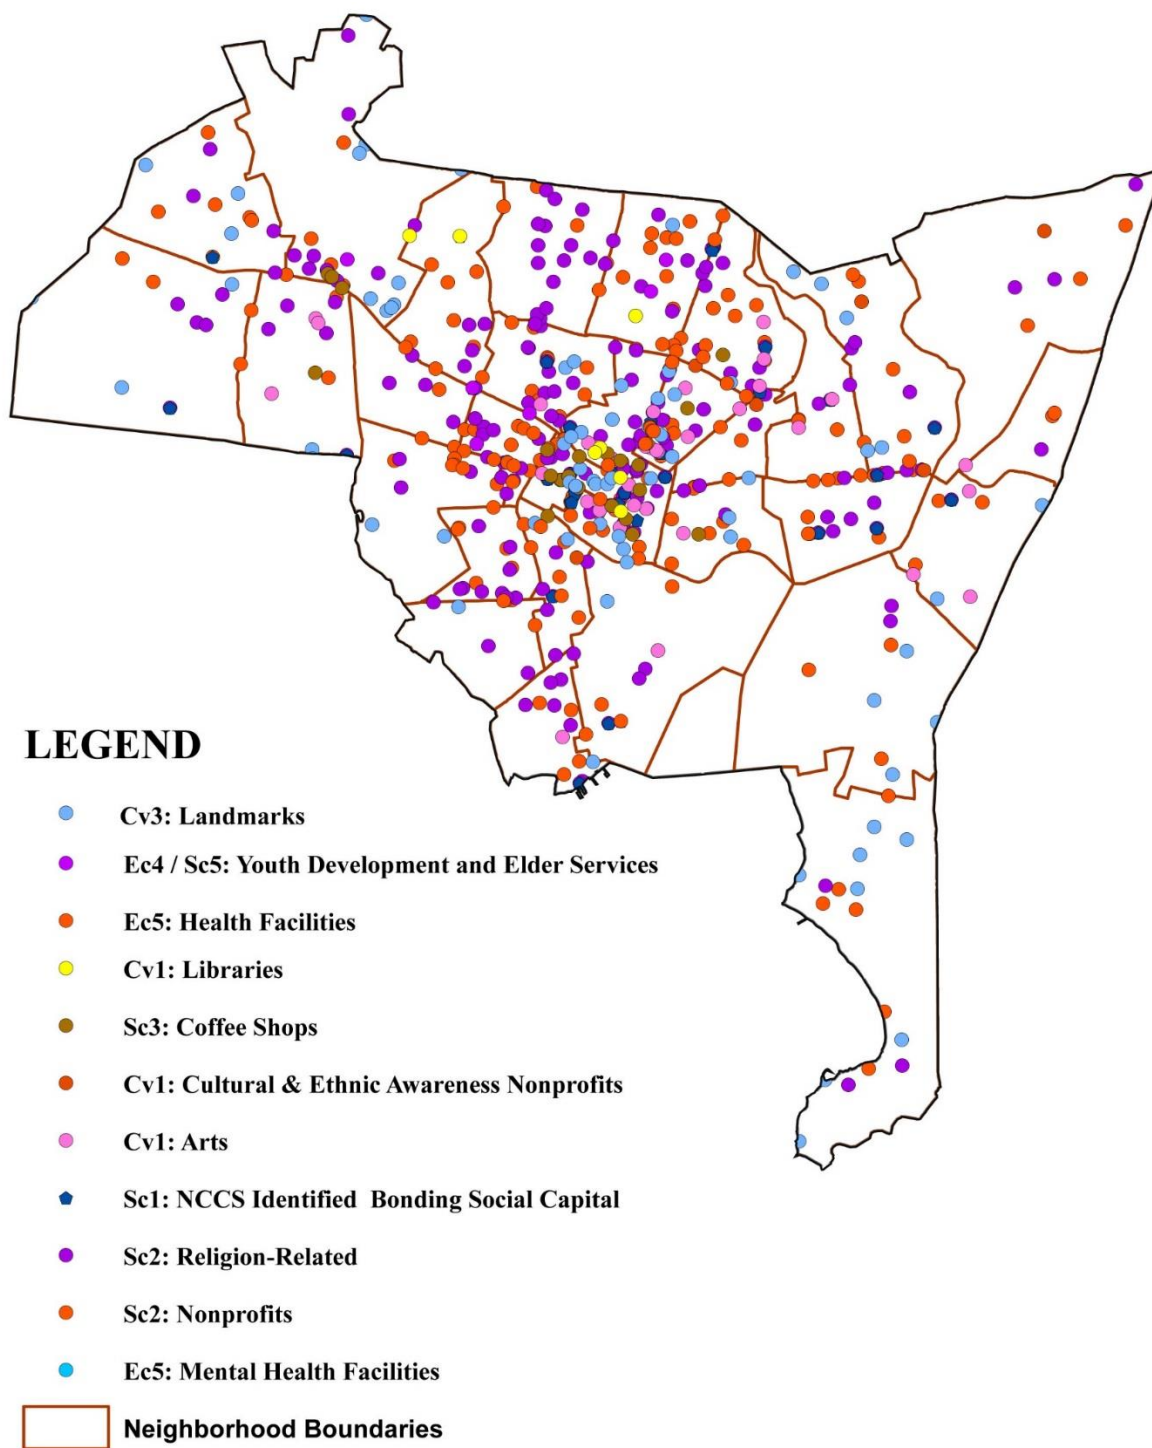 LEGEND
Cv3: Landmarks
Ec4 / Sc5: Youth Development and Elder Services
Ec5: Health Facilities
Cv1: Libraries
Sc3: Coffee Shops
Cv1: Cultural & Ethnic Awareness Nonprofits
Cv1: Arts
Sc1: NCCS Identified Bonding Social Capital
Sc2: Religion-Related
Sc2: Nonprofits
Ec5: Mental Health Facilities
Neighborhood Boundaries